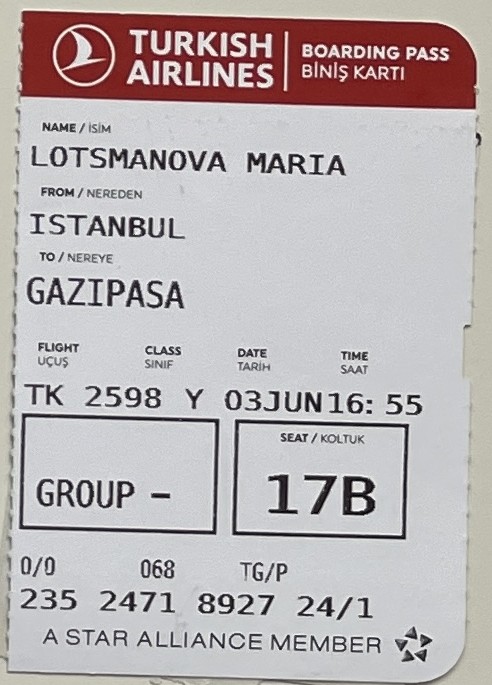 TURKISH AIRLINES
BOARDING PASS
BİNİŞ KARTI
NAME / İSİM
LOTSMANOVA MARIA
FROM / NEREDEN
ISTANBUL
TO / NEREYE
GAZIPASA
FLIGHT CLASS DATE TIME
UÇUŞ SINIF TARİH SAAT
TK 2598 Y 03JUN16: 55
SEAT / KOLTUK
GROUP - 17B
0/0 068 TG/P
235 2471 8927 24/1
A STAR ALLIANCE MEMBER